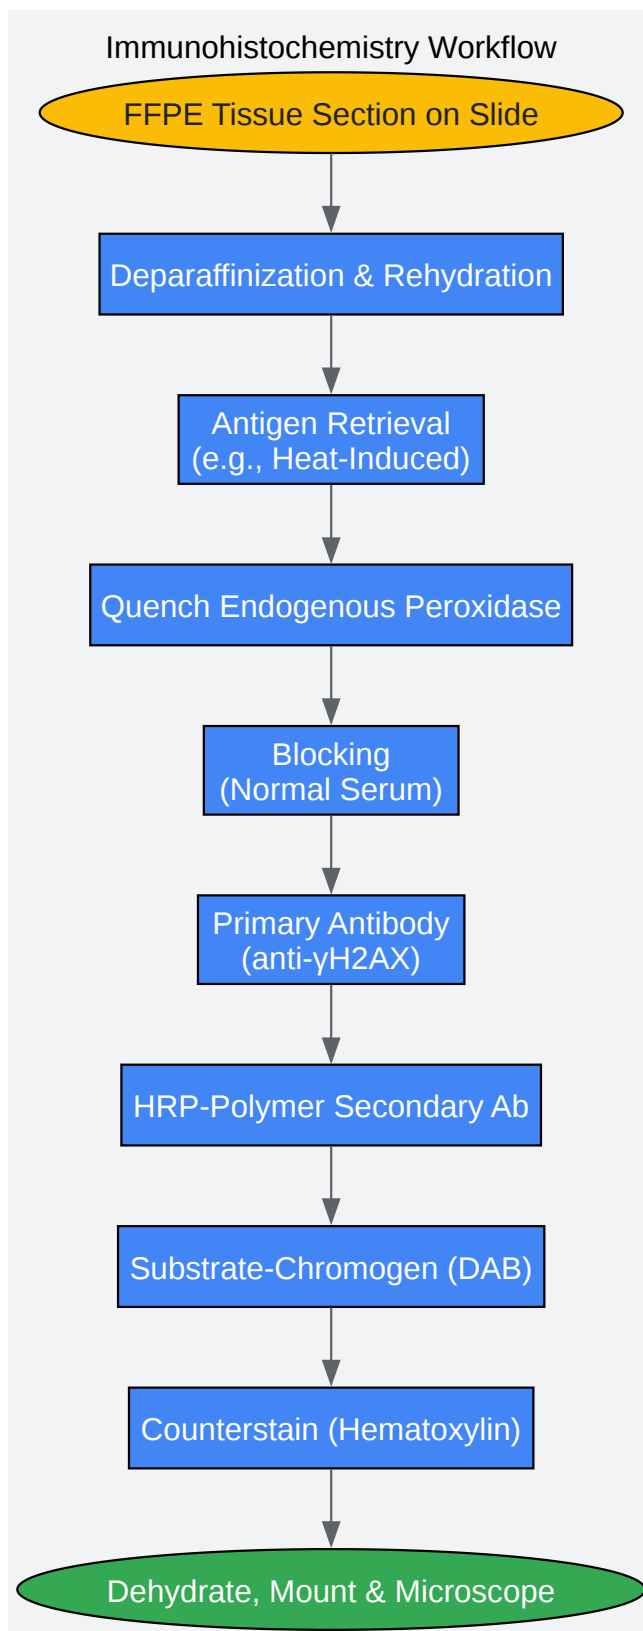 Immunohistochemistry Workflow
FFPE Tissue Section on Slide
Deparaffinization & Rehydration
Antigen Retrieval
(e.g., Heat-Induced)
Quench Endogenous Peroxidase
Blocking
(Normal Serum)
Primary Antibody
(anti-γH2AX)
HRP-Polymer Secondary Ab
Substrate-Chromogen (DAB)
Counterstain (Hematoxylin)
Dehydrate, Mount & Microscope